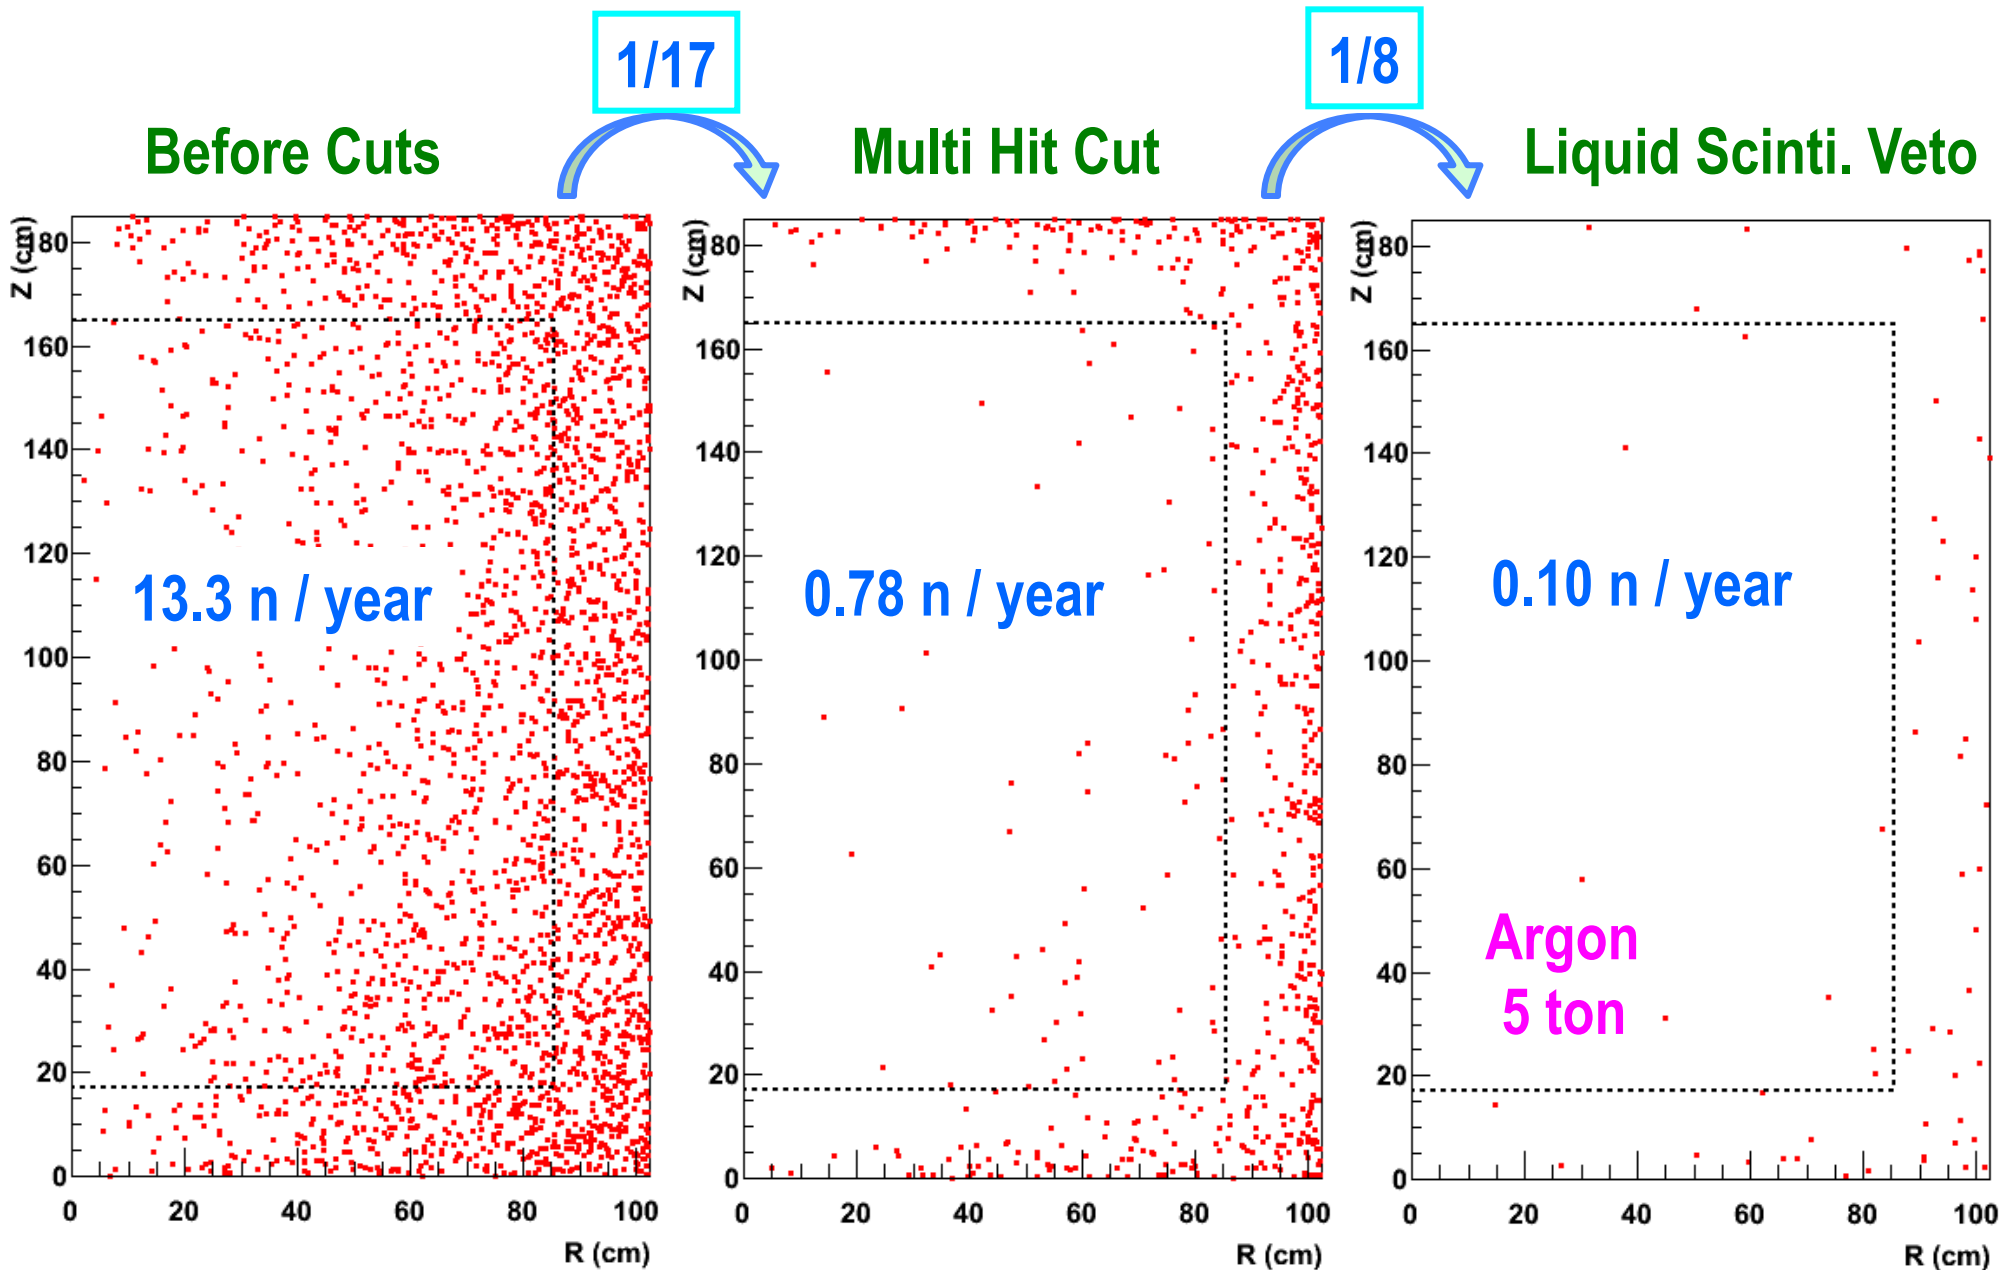 1/17
1/8
Before Cuts
Multi Hit Cut
Liquid Scinti. Veto
Z (cm)
180
160
140
120
100
80
60
40
20
0
13.3 n / year
0 20 40 60 80 100
R (cm)
Z (cm)
180
160
140
120
100
80
60
40
20
0
0.78 n / year
0 20 40 60 80 100
R (cm)
Z (cm)
180
160
140
120
100
80
60
40
20
0
0.10 n / year
Argon
5 ton
0 20 40 60 80 100
R (cm)